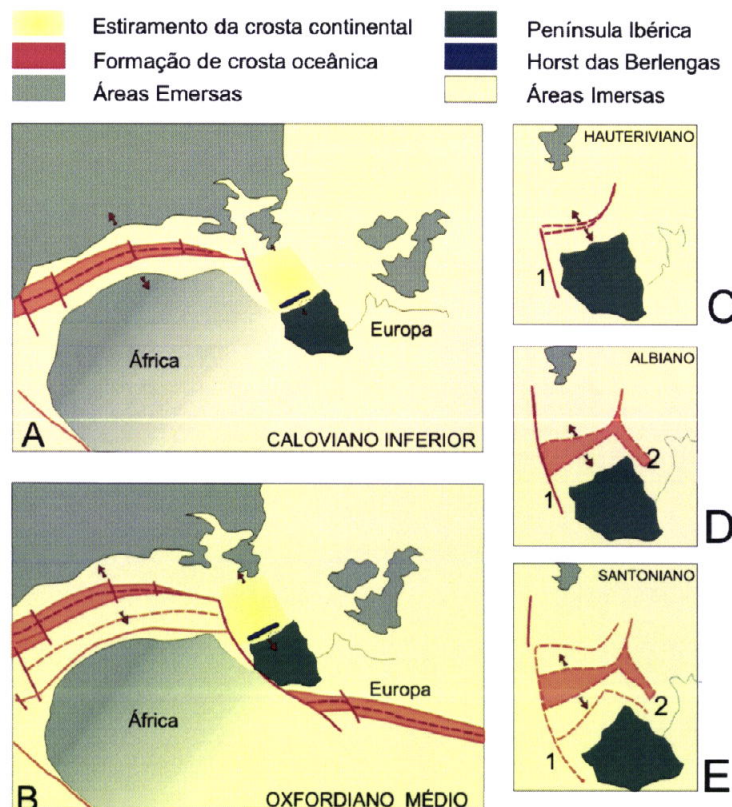 Estiramento da crosta continental
Formação de crosta oceânica
Áreas Emersas
Península Ibérica
Horst das Berlengas
Áreas Imersas
África
Europa
A
CALOVIANO INFERIOR
África
Europa
B
OXFORDIANO MÉDIO
HAUTERIVIANO
1
C
ALBIANO
2
1
D
SANTONIANO
2
1
E